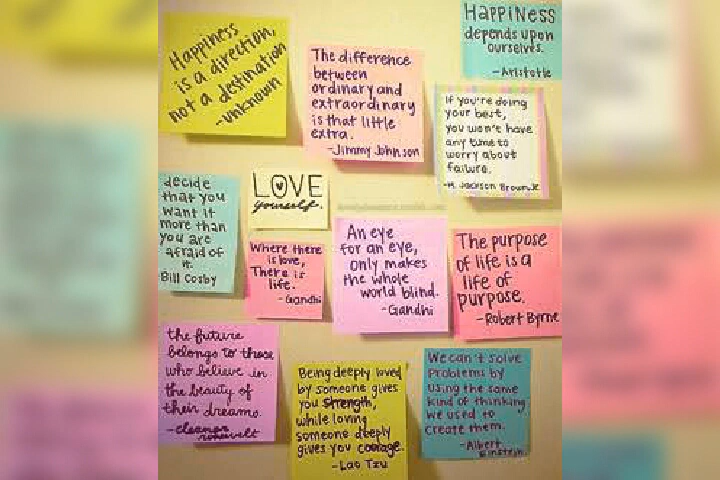 Happiness
is a direction,
not a destination
-unknown
The difference
between
ordinary and
extraordinary
is that little
extra.
-Jimmy Johnson
HAPPINESS
depends upon
ourselves.
-Aristotle
If you're doing
your best,
you won't have
any time to
worry about
failure.
-H. Jackson Brown, Jr.
decide
that you
want it
more than
you are
afraid of
it.
Bill Cosby
LOVE
yourself.
Where there
is love,
There is
life.
-Gandhi
An eye
for an eye,
only makes
the whole
world blind.
-Gandhi
The purpose
of life is a
life of
purpose.
-Robert Byrne
the future
belongs to those
who believe in
the beauty of
their dreams.
-eleanor
roosevelt
Being deeply loved
by someone gives
you strength,
while loving
someone deeply
gives you courage.
-Lao Tzu
We can't solve
problems by
using the same
kind of thinking
we used to
create them.
-Albert
Einstein